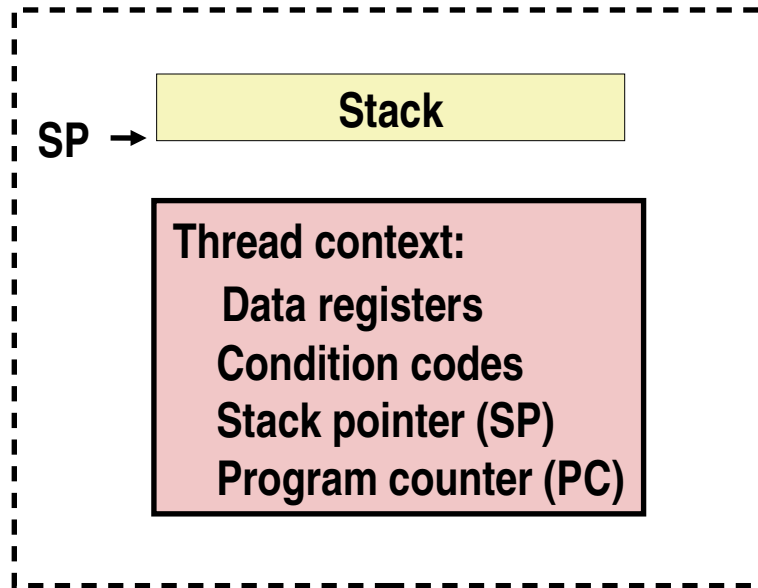 Stack
SP
Thread context:
Data registers
Condition codes
Stack pointer (SP)
Program counter (PC)